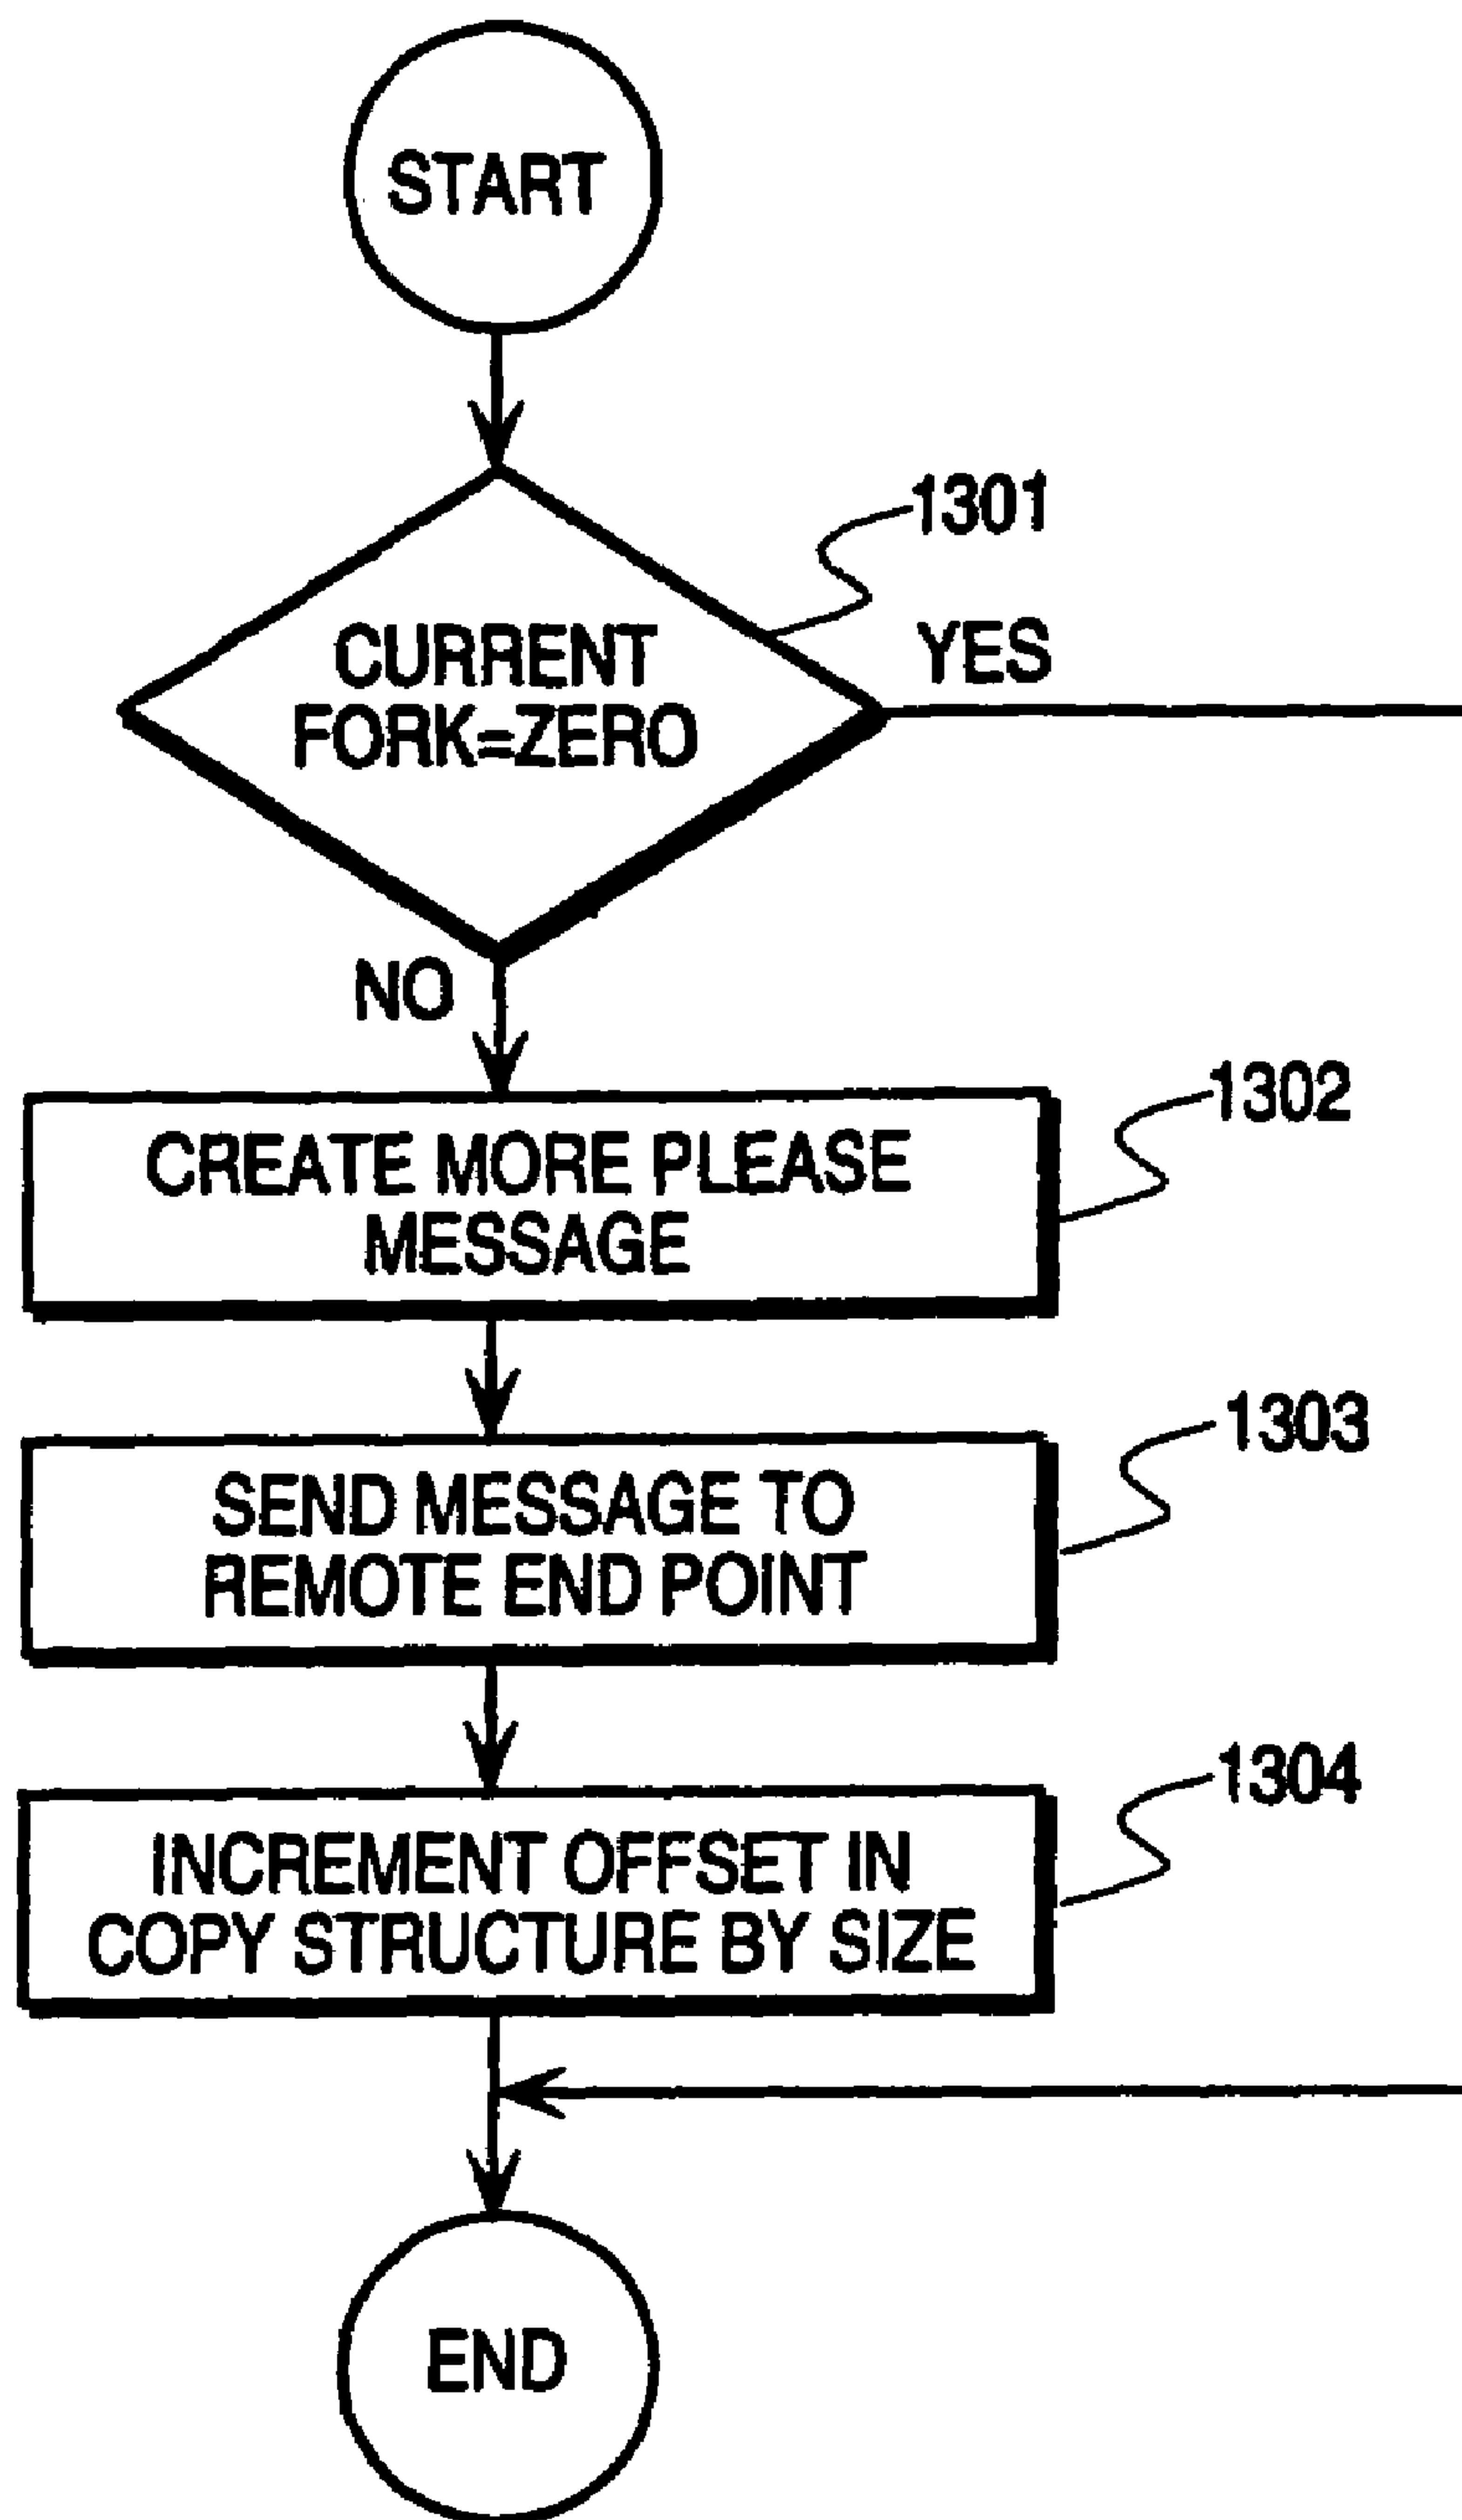 START
1301
CURRENT
FORK=ZERO
YES
NO
1302
CREATE MORE PLEASE
MESSAGE
1303
SEND MESSAGE TO
REMOTE END POINT
1304
INCREMENT OFFSET IN
COPY STRUCTURE BY SIZE
END